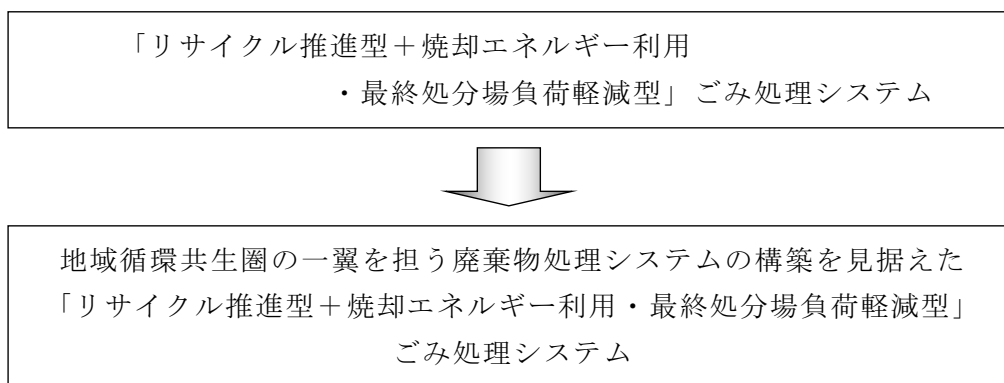 「リサイクル推進型＋焼却エネルギー利用
・最終処分場負荷軽減型」ごみ処理システム
地域循環共生圏の一翼を担う廃棄物処理システムの構築を見据えた
「リサイクル推進型＋焼却エネルギー利用・最終処分場負荷軽減型」
ごみ処理システム